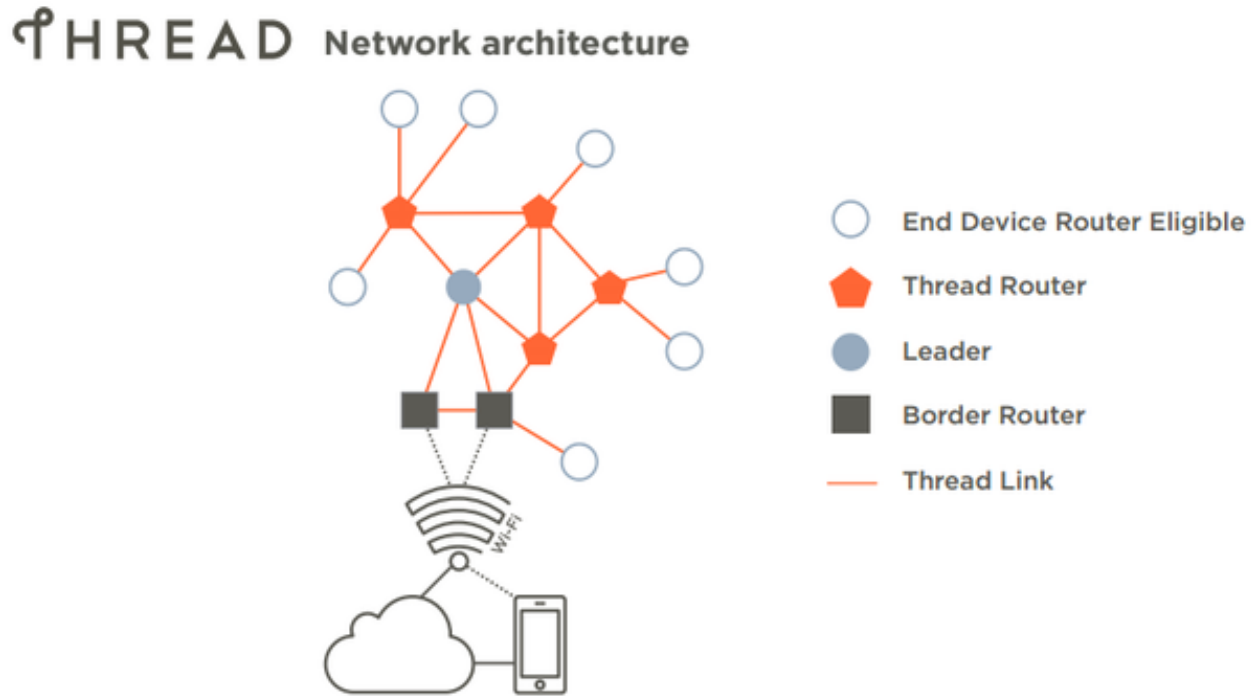 THREAD Network architecture
End Device Router Eligible
Thread Router
Leader
Border Router
Thread Link
Wi-Fi